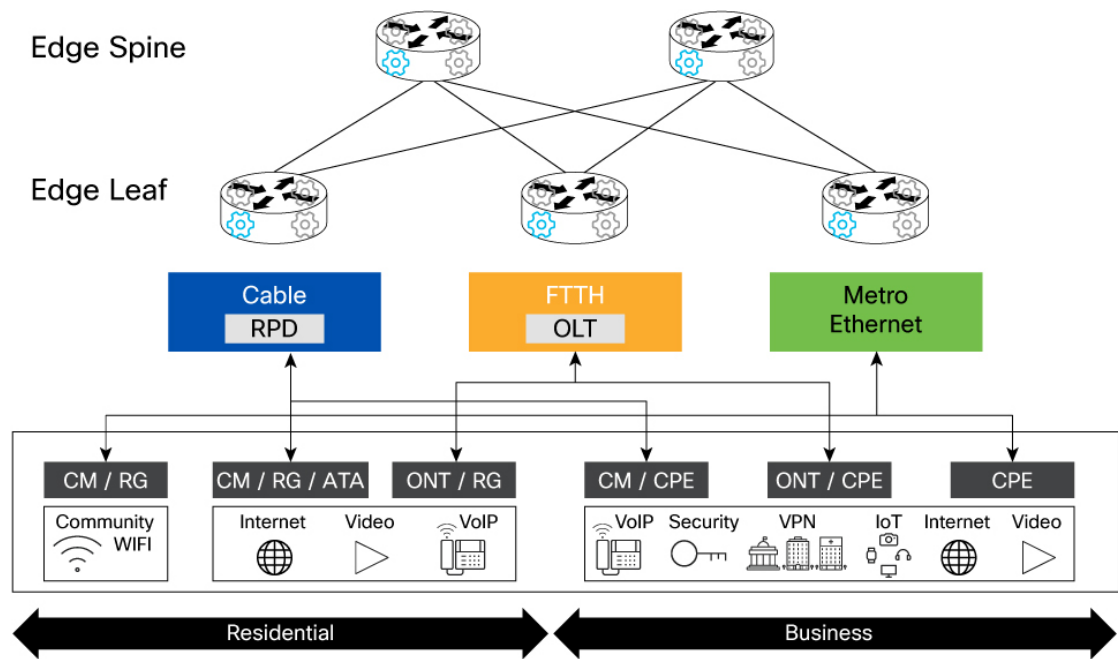 Edge Spine
Edge Leaf
Cable
RPD
FTTH
OLT
Metro
Ethernet
CM / RG
CM / RG / ATA
ONT / RG
CM / CPE
ONT / CPE
CPE
Community
WIFI
Internet
Video
VoIP
VoIP
Security
VPN
IoT
Internet
Video
Residential
Business